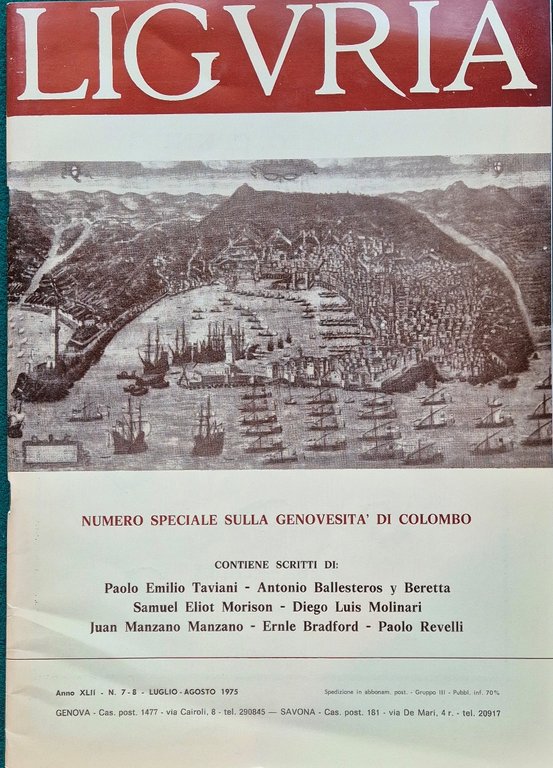 LIGVRIA
NUMERO SPECIALE SULLA GENOVESITA' DI COLOMBO
CONTIENE SCRITTI DI:
Paolo Emilio Taviani - Antonio Ballesteros y Beretta
Samuel Eliot Morison - Diego Luis Molinari
Juan Manzano Manzano - Ernle Bradford - Paolo Revelli
Anno XLII - N. 7-8 - LUGLIO-AGOSTO 1975 Spedizione in abbonam. post. - Gruppo III - Pubbl. inf. 70%
GENOVA - Cas. post. 1477 - via Cairoli, 8 - tel. 290845 — SAVONA - Cas. post. 181 - via De Mari, 4 r. - tel. 20917